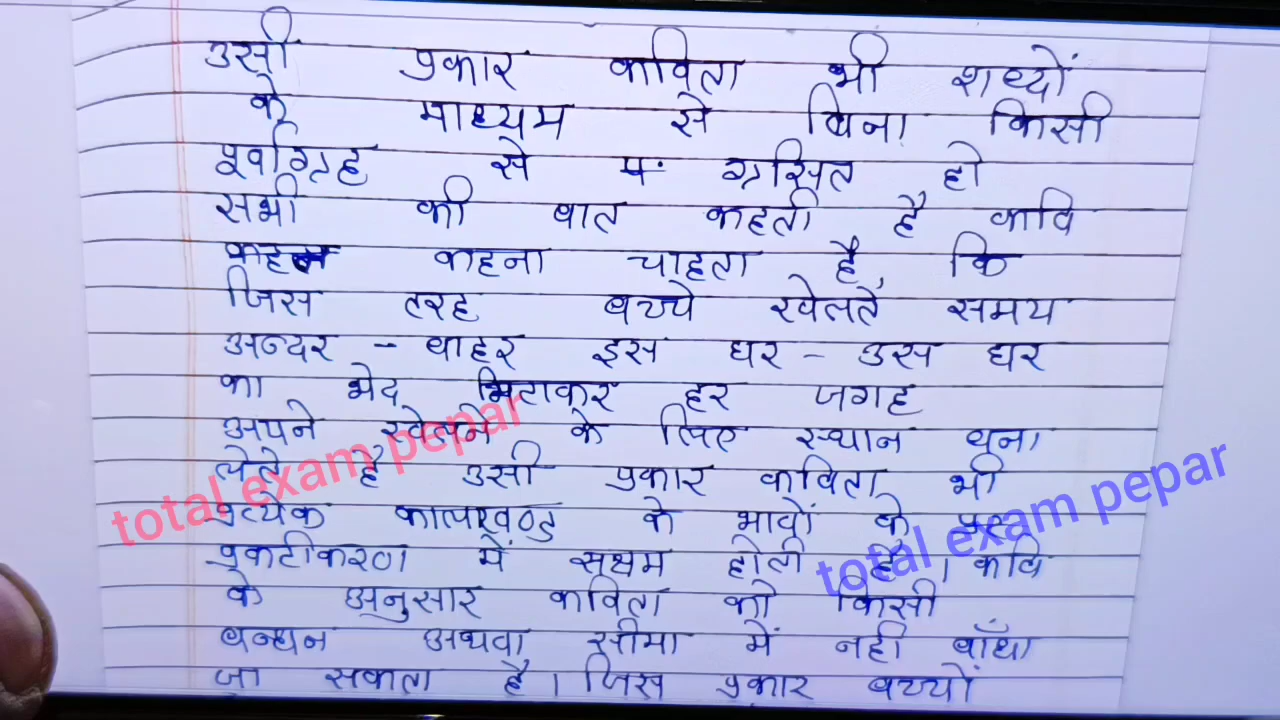 उसी प्रकार कविता भी शब्दों
के माध्यम से बिना किसी
पूर्वाग्रह से ग्रसित हो
सभी की बात कहती है कवि
कहना चाहता है, कि
जिस तरह बच्चे खेलते समय
अन्दर - बाहर इस घर - उस घर
का भेद मिटाकर हर जगह
अपने खेलने के लिए स्थान बना
लेते है उसी प्रकार कविता भी
प्रत्येक कालखण्ड के भावों के
प्रकटीकरण में सक्षम होती है। कवि
के अनुसार कविता को किसी
बन्धन अथवा सीमा में नही बाँधा
जा सकता है। जिस प्रकार बच्चों
total exam pepar
total exam pepar